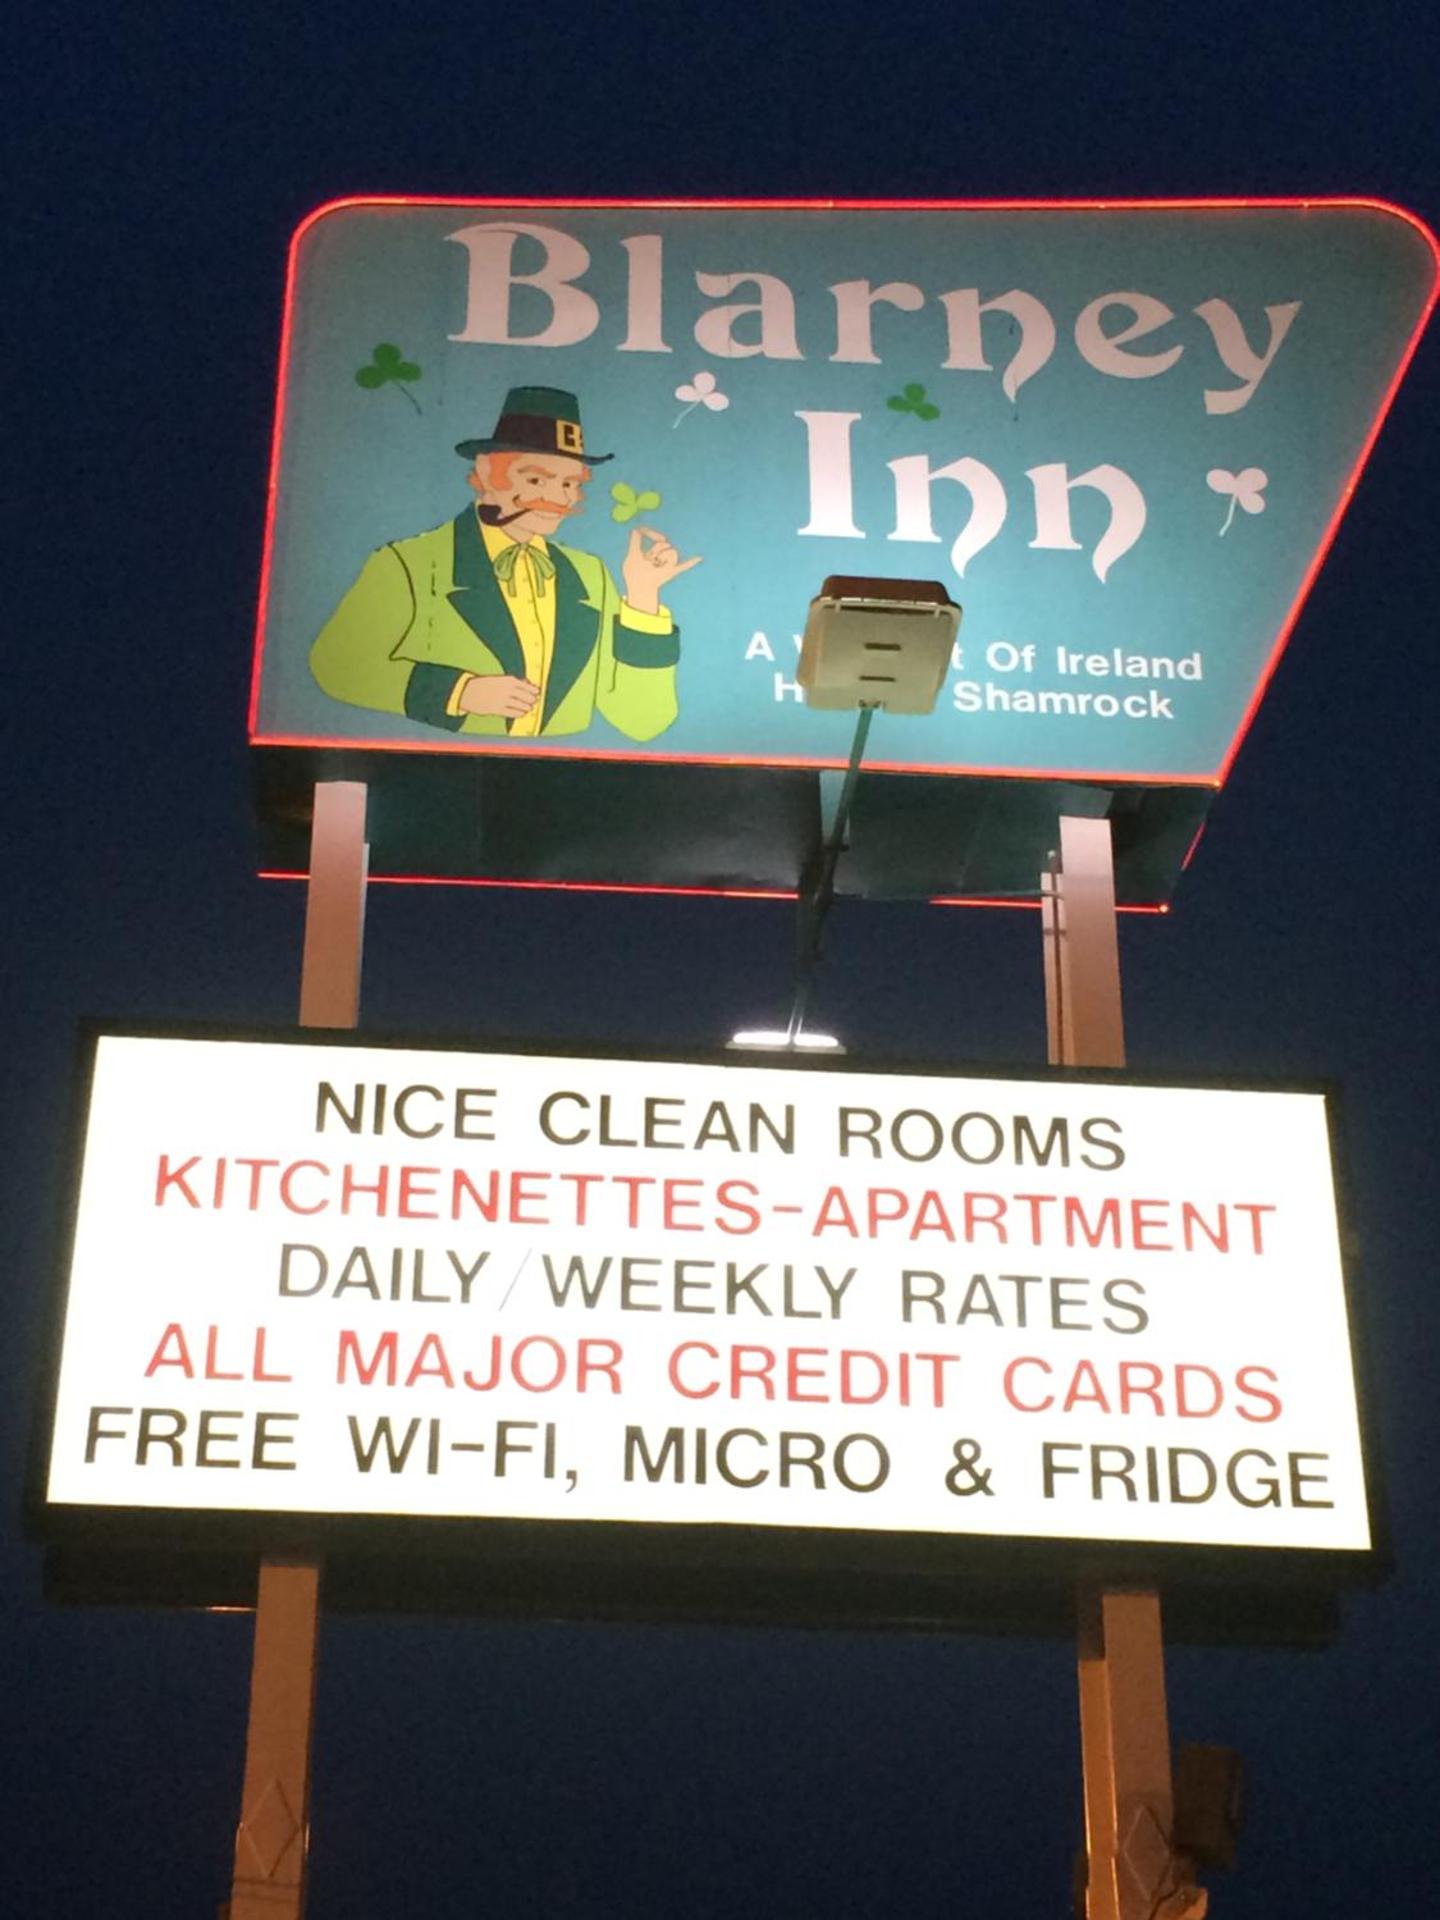 Blarney
Inn
A Of Ireland
Shamrock
NICE CLEAN ROOMS
KITCHENETTES-APARTMENT
DAILY/WEEKLY RATES
ALL MAJOR CREDIT CARDS
FREE WI-FI, MICRO & FRIDGE